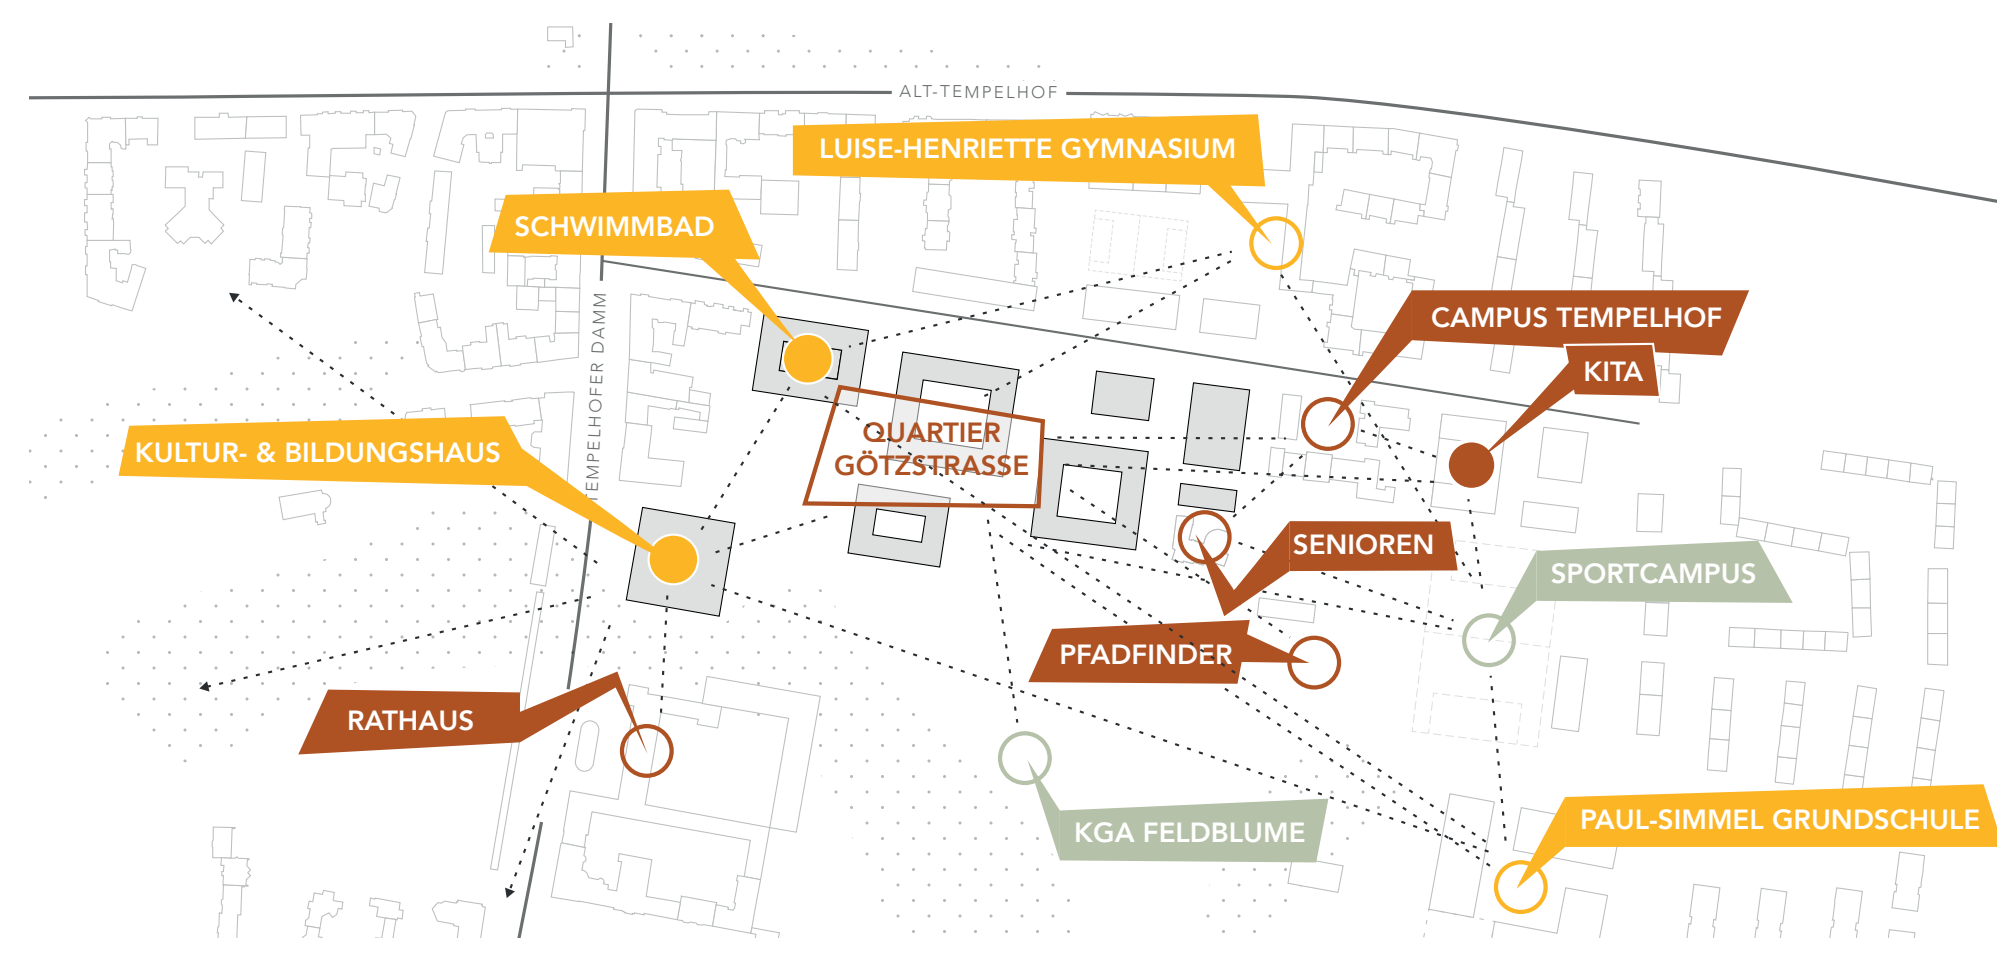 ALT-TEMPELHOF
LUISE-HENRIETTE GYMNASIUM
SCHWIMMBAD
CAMPUS TEMPELHOF
KITA
TEMPELHOFER DAMM
QUARTIER
GÖTZSTRASSE
KULTUR- & BILDUNGSHAUS
SENIOREN
SPORTCAMPUS
PFADFINDER
RATHAUS
KGA FELDBLUME
PAUL-SIMMEL GRUNDSCHULE